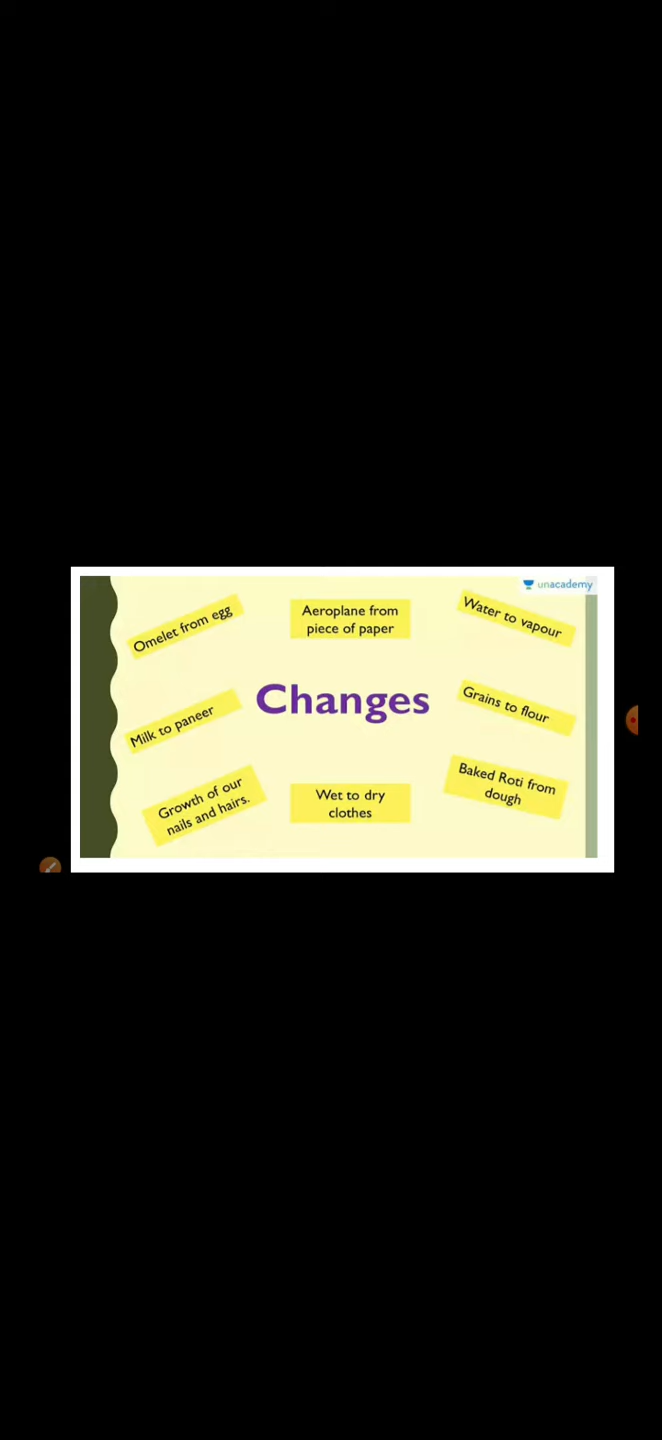 unacademy
Omelet from egg
Aeroplane from
piece of paper
Water to vapour
Changes
Milk to paneer
Grains to flour
Growth of our
nails and hairs.
Wet to dry
clothes
Baked Roti from
dough